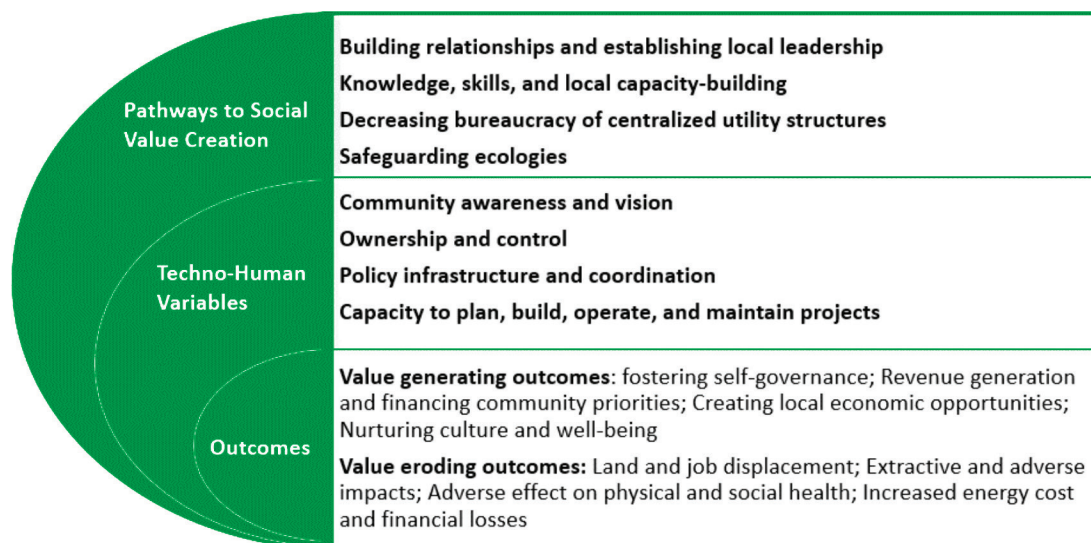 Pathways to Social
Value Creation
Building relationships and establishing local leadership
Knowledge, skills, and local capacity-building
Decreasing bureaucracy of centralized utility structures
Safeguarding ecologies
Techno-Human
Variables
Community awareness and vision
Ownership and control
Policy infrastructure and coordination
Capacity to plan, build, operate, and maintain projects
Outcomes
Value generating outcomes: fostering self-governance; Revenue generation
and financing community priorities; Creating local economic opportunities;
Nurturing culture and well-being
Value eroding outcomes: Land and job displacement; Extractive and adverse
impacts; Adverse effect on physical and social health; Increased energy cost
and financial losses